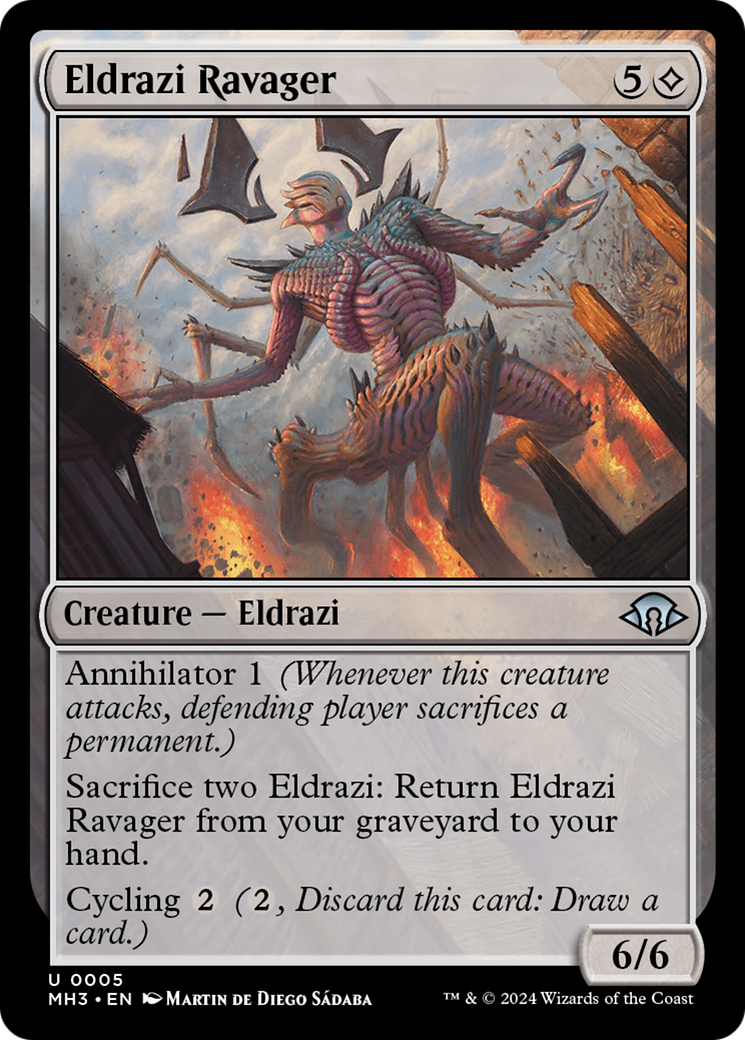 Eldrazi Ravager 5
Creature — Eldrazi
Annihilator 1 (Whenever this creature
attacks, defending player sacrifices a
permanent.)
Sacrifice two Eldrazi: Return Eldrazi
Ravager from your graveyard to your
hand.
Cycling 2 (2, Discard this card: Draw a
card.)
6/6
U 0005
MH3 • EN Martin de Diego Sádaba
™ & © 2024 Wizards of the Coast